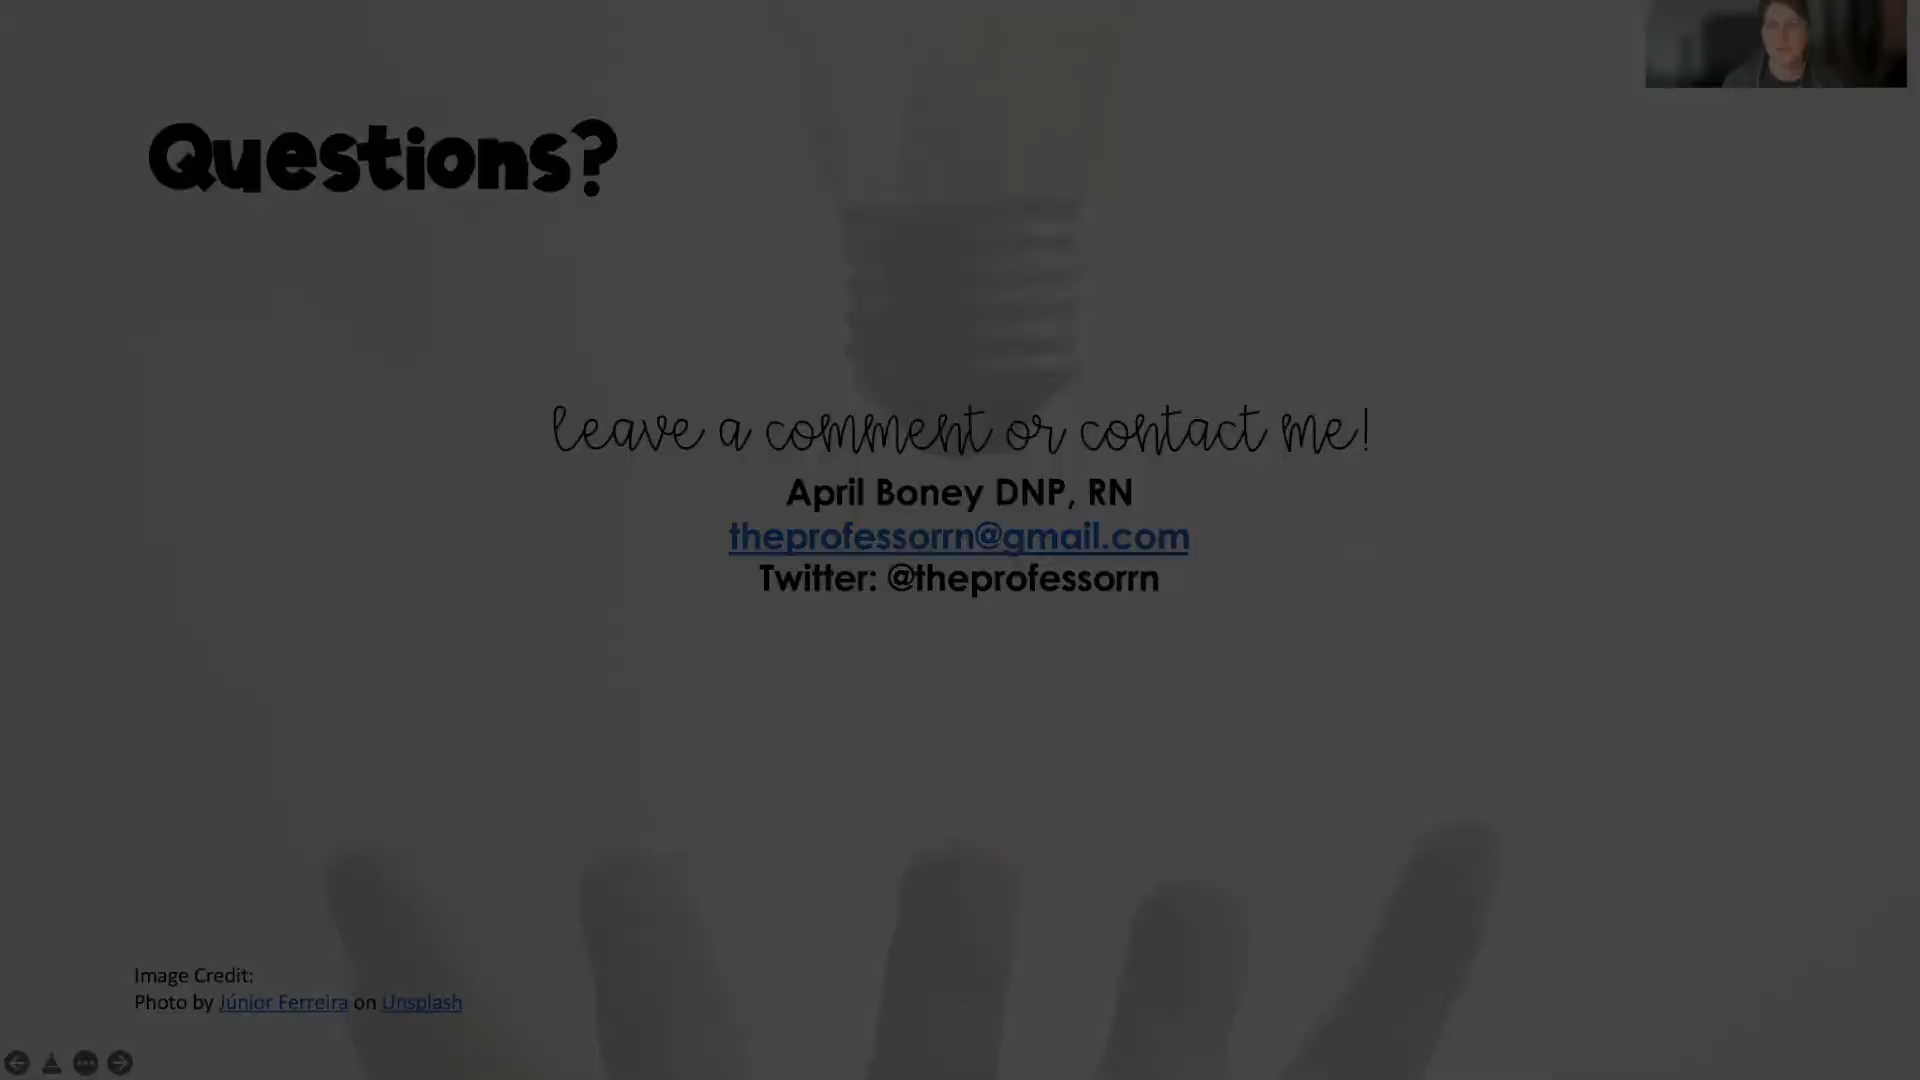 Questions?
leave a comment or contact me!
April Boney DNP, RN
theprofessorrn@gmail.com
Twitter: @theprofessorrn
Image Credit:
Photo by Júnior Ferreira on Unsplash